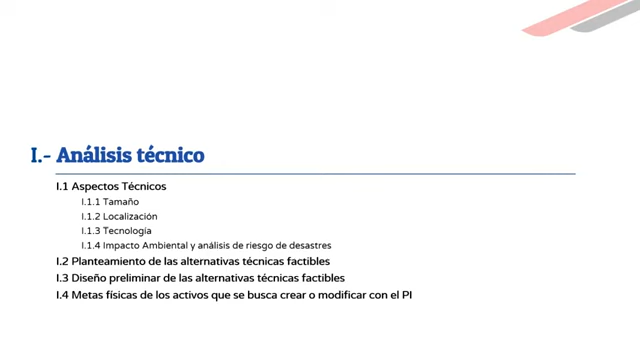 I.- Análisis técnico
I.1 Aspectos Técnicos
I.1.1 Tamaño
I.1.2 Localización
I.1.3 Tecnología
I.1.4 Impacto Ambiental y análisis de riesgo de desastres
I.2 Planteamiento de las alternativas técnicas factibles
I.3 Diseño preliminar de las alternativas técnicas factibles
I.4 Metas físicas de los activos que se busca crear o modificar con el PI